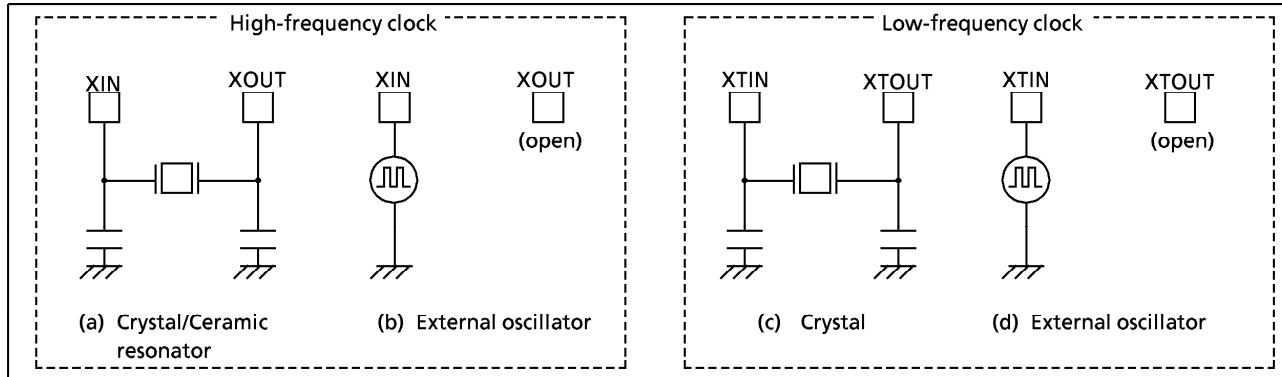 High-frequency clock
Low-frequency clock
XIN
XOUT
XIN
XOUT
(open)
XTIN
XTOUT
XTIN
XTOUT
(open)
(a) Crystal/Ceramic
resonator
(b) External oscillator
(c) Crystal
(d) External oscillator